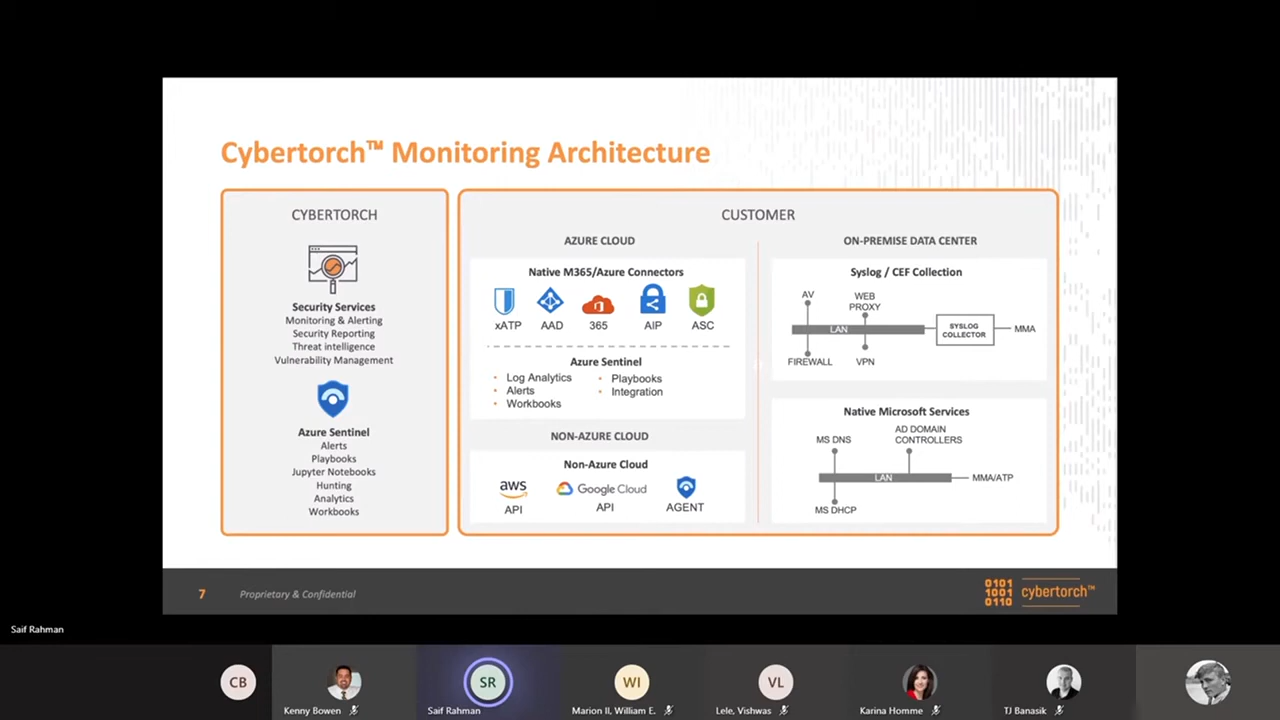 Cybertorch™ Monitoring Architecture
CYBERTORCH
Security Services
Monitoring & Alerting
Security Reporting
Threat intelligence
Vulnerability Management
Azure Sentinel
Alerts
Playbooks
Jupyter Notebooks
Hunting
Analytics
Workbooks
CUSTOMER
AZURE CLOUD
Native M365/Azure Connectors
xATP AAD 365 AIP ASC
Azure Sentinel
• Log Analytics
• Alerts
• Workbooks
• Playbooks
• Integration
NON-AZURE CLOUD
Non-Azure Cloud
aws Google Cloud
API API AGENT
ON-PREMISE DATA CENTER
Syslog / CEF Collection
AV WEB
PROXY
LAN SYSLOG
COLLECTOR MMA
FIREWALL VPN
Native Microsoft Services
MS DNS AD DOMAIN
CONTROLLERS
LAN MMA/ATP
MS DHCP
7 Proprietary & Confidential
0101
1001
0110
cybertorch™
Saif Rahman
CB SR WI VL
Kenny Bowen Saif Rahman Marion II, William E. Lele, Vishwas Karina Homme TJ Banasik